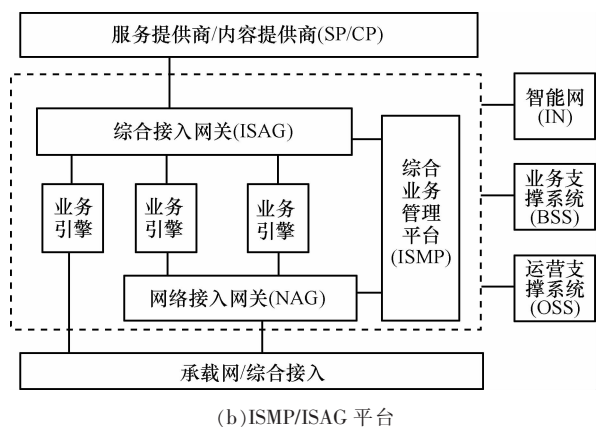 服务提供商/内容提供商(SP/CP)
综合接入网关(ISAG)
综合
业务
管理
平台
(ISMP)
智能网
(IN)
业务支
撑系统
(BSS)
运营支
撑系统
(OSS)
业务
引擎
业务
引擎
业务
引擎
网络接入网关(NAG)
承载网/综合接入
(b)ISMP/ISAG 平台